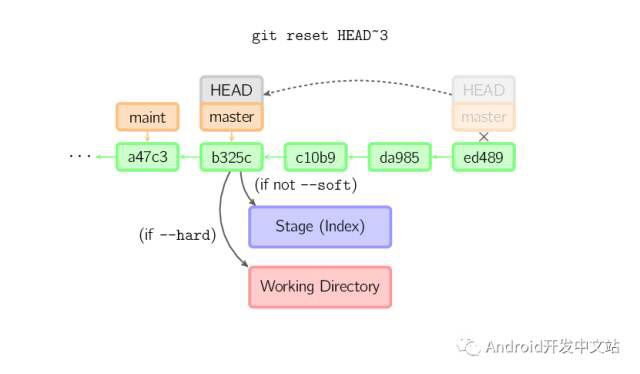 git reset HEAD~3
HEAD
HEAD
maint
master
master
···
a47c3
b325c
c10b9
da985
ed489
(if not --soft)
Stage (Index)
(if --hard)
Working Directory
Android开发中文站